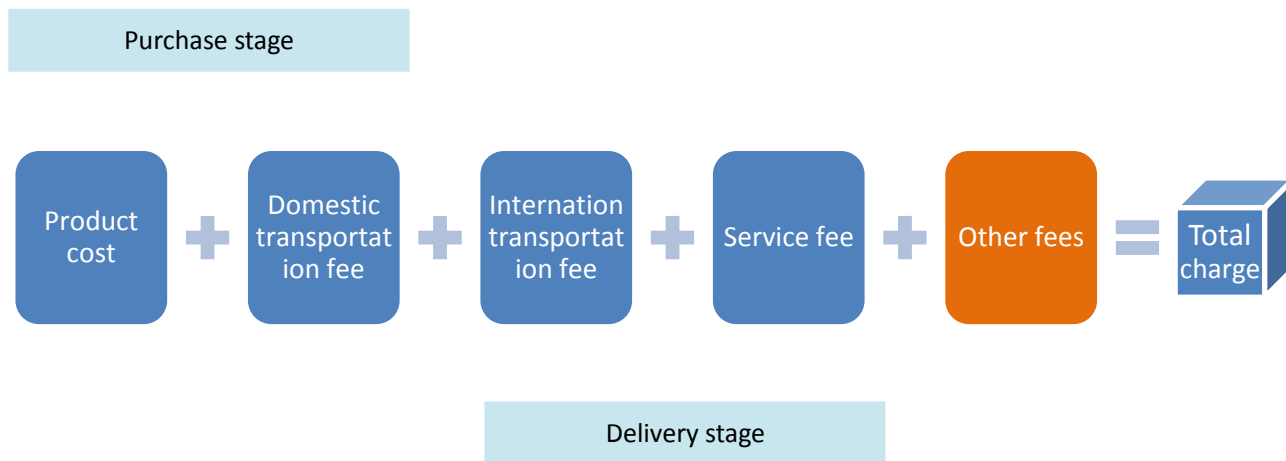 Purchase stage
Product
cost
Domestic
transportat
ion fee
Internation
transportat
ion fee
Service fee
Other fees
Total
charge
Delivery stage